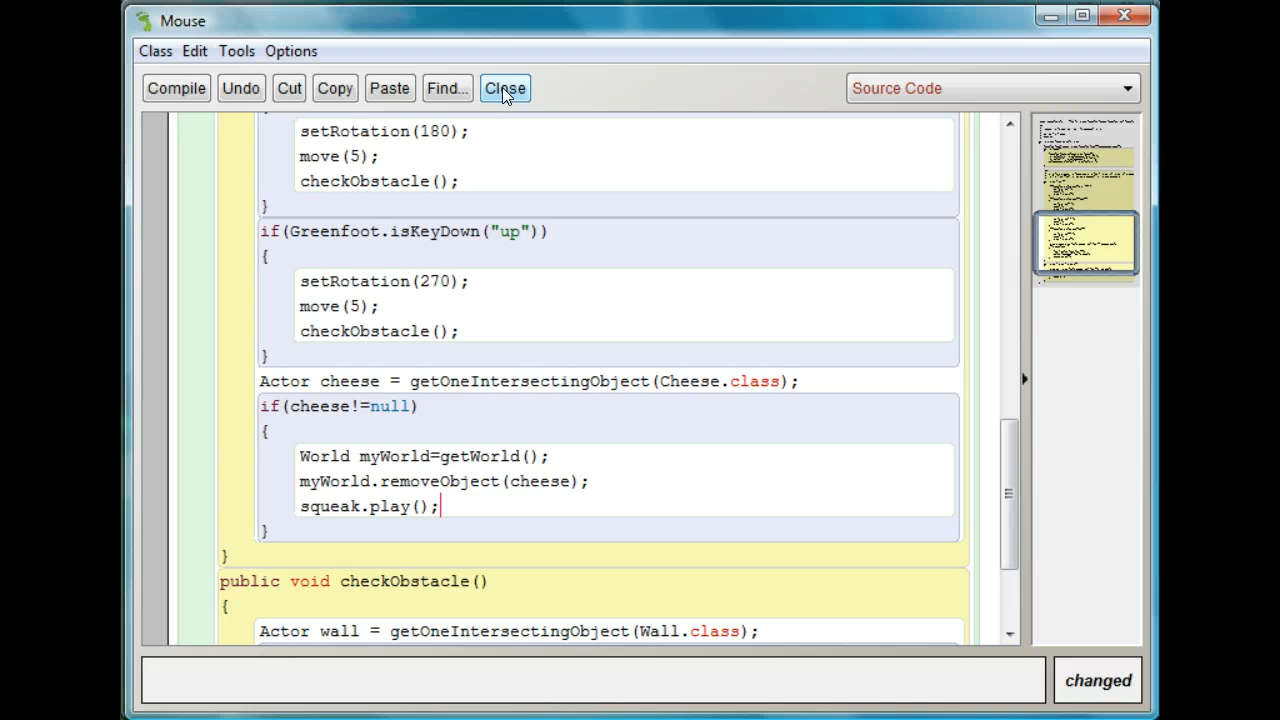 Mouse
Class Edit Tools Options
Compile Undo Cut Copy Paste Find... Close Source Code
setRotation(180);
move(5);
checkObstacle();
}
if(Greenfoot.isKeyDown("up"))
{
setRotation(270);
move(5);
checkObstacle();
}
Actor cheese = getOneIntersectingObject(Cheese.class);
if(cheese!=null)
{
World myWorld=getWorld();
myWorld.removeObject(cheese);
squeak.play();
}
}
public void checkObstacle()
{
Actor wall = getOneIntersectingObject(Wall.class);
changed